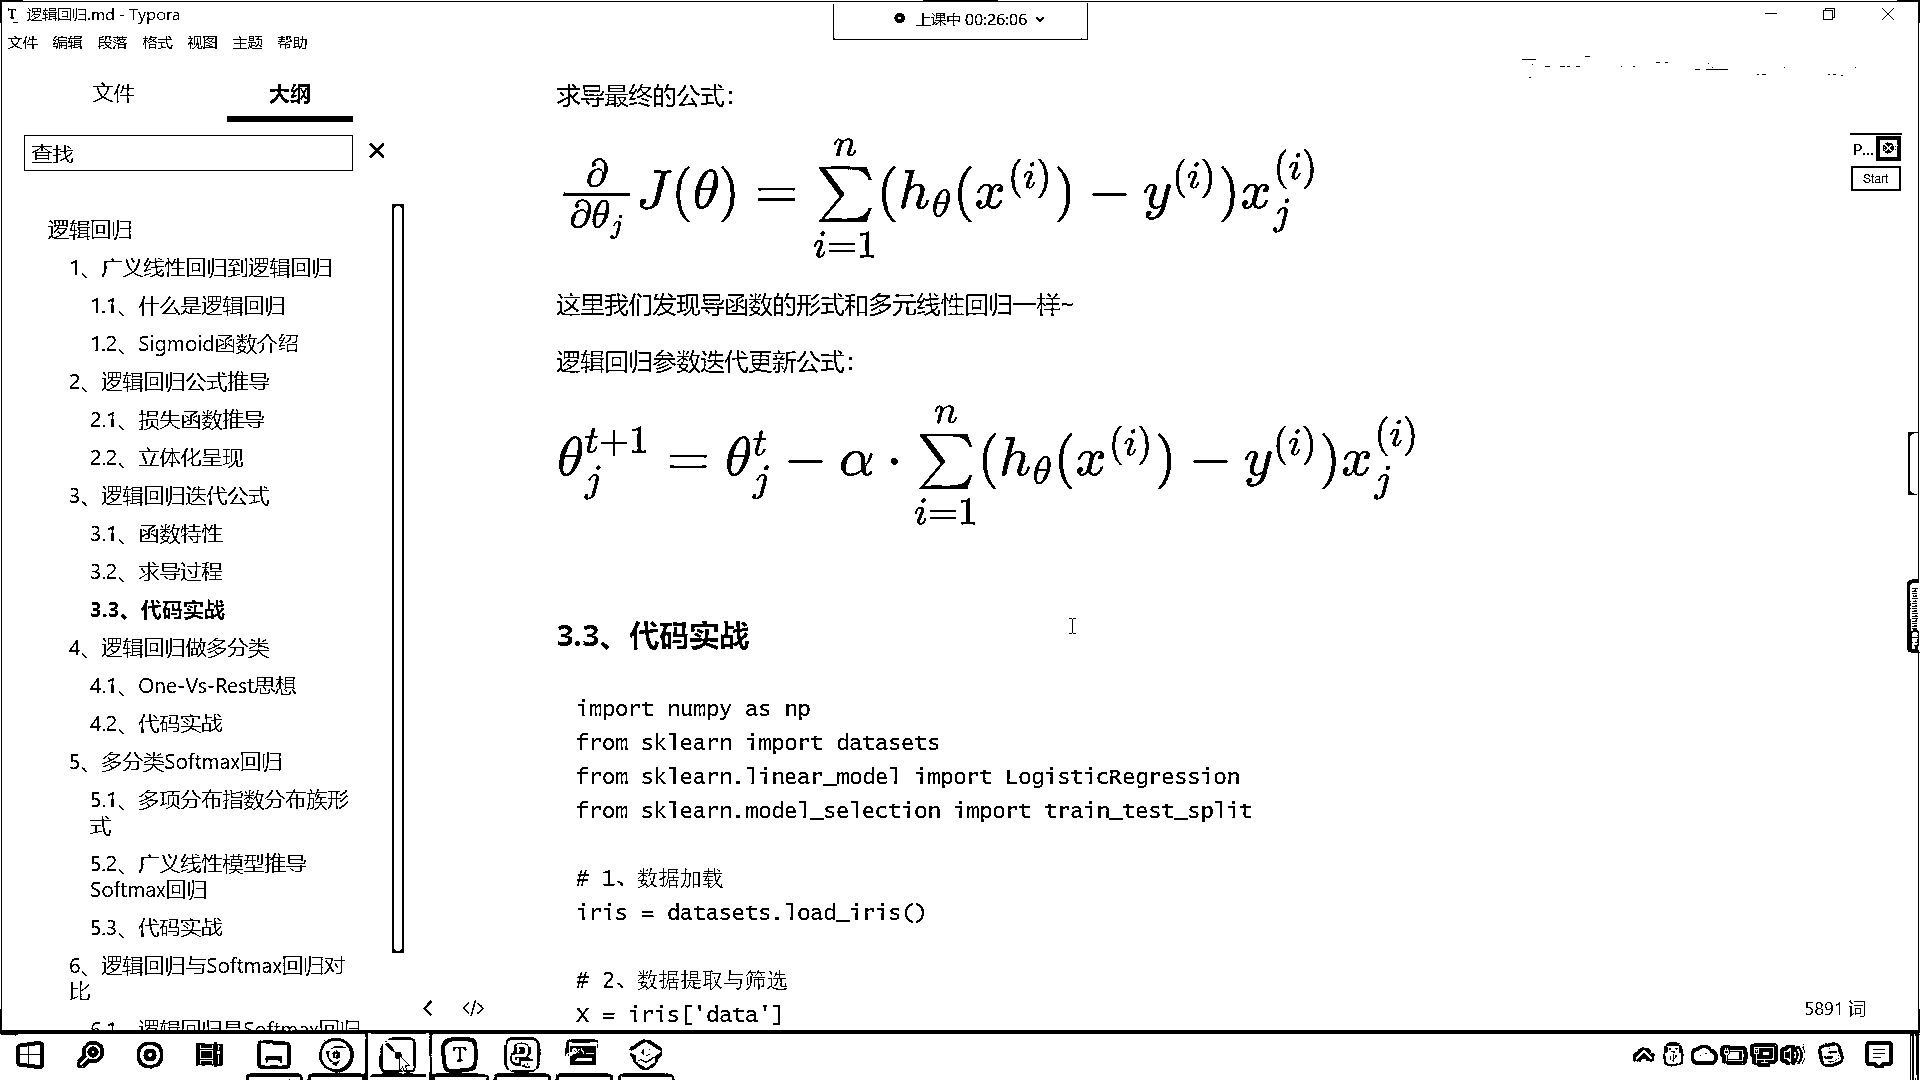 逻辑回归.md - Typora
上课中 00:26:06
文件 编辑 段落 格式 视图 主题 帮助
文件 大纲
查找
逻辑回归
1、广义线性回归到逻辑回归
1.1、什么是逻辑回归
1.2、Sigmoid函数介绍
2、逻辑回归公式推导
2.1、损失函数推导
2.2、立体化呈现
3、逻辑回归迭代公式
3.1、函数特性
3.2、求导过程
3.3、代码实战
4、逻辑回归做多分类
4.1、One-Vs-Rest思想
4.2、代码实战
5、多分类Softmax回归
5.1、多项分布指数分布族形
式
5.2、广义线性模型推导
Softmax回归
5.3、代码实战
6、逻辑回归与Softmax回归对
比
6.1、逻辑回归是Softmax回归
求导最终的公式：
∂/∂θ_j J(θ) = ∑_{i=1}^{n} (h_θ(x^{(i)}) − y^{(i)})x_j^{(i)}
这里我们发现导函数的形式和多元线性回归一样~
逻辑回归参数迭代更新公式：
θ_j^{t+1} = θ_j^t − α · ∑_{i=1}^{n} (h_θ(x^{(i)}) − y^{(i)})x_j^{(i)}
3.3、代码实战
import numpy as np
from sklearn import datasets
from sklearn.linear_model import LogisticRegression
from sklearn.model_selection import train_test_split
# 1、数据加载
iris = datasets.load_iris()
# 2、数据提取与筛选
X = iris['data']
P...
Start
5891 词